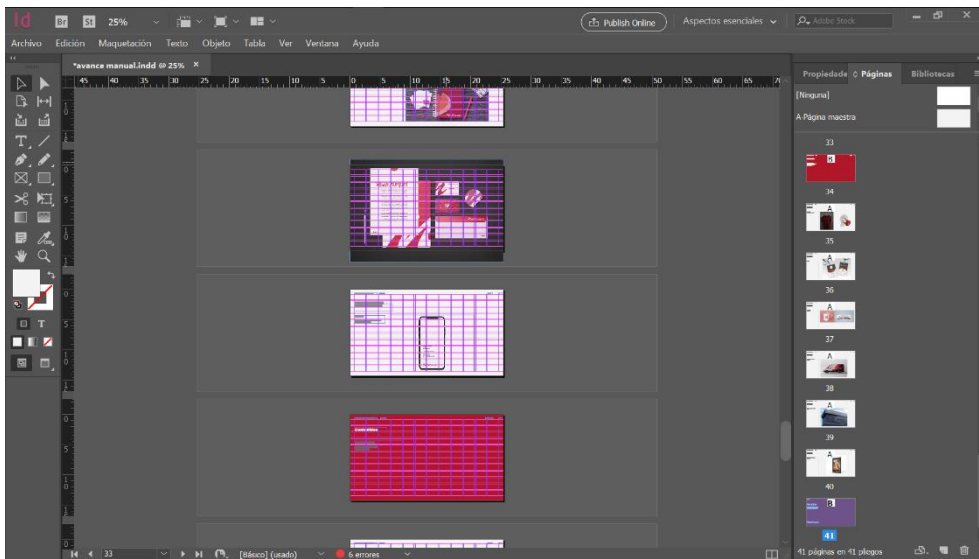 Id Br St 25% Publish Online Aspectos esenciales Adobe Stock
Archivo Edición Maquetación Texto Objeto Tabla Ver Ventana Ayuda
*avance manual.indd @ 25% ×
45 40 35 30 25 20 15 10 5 0 5 10 15 20 25 30 35 40 45 50 55 60 65
Propiedade Páginas Bibliotecas
[Ninguna]
A-Página maestra
33
B
34
A
35
A
36
A
37
A
38
A
39
A
40
B
41
33 [Básico] (usado) 6 errores
41 páginas en 41 pliegos